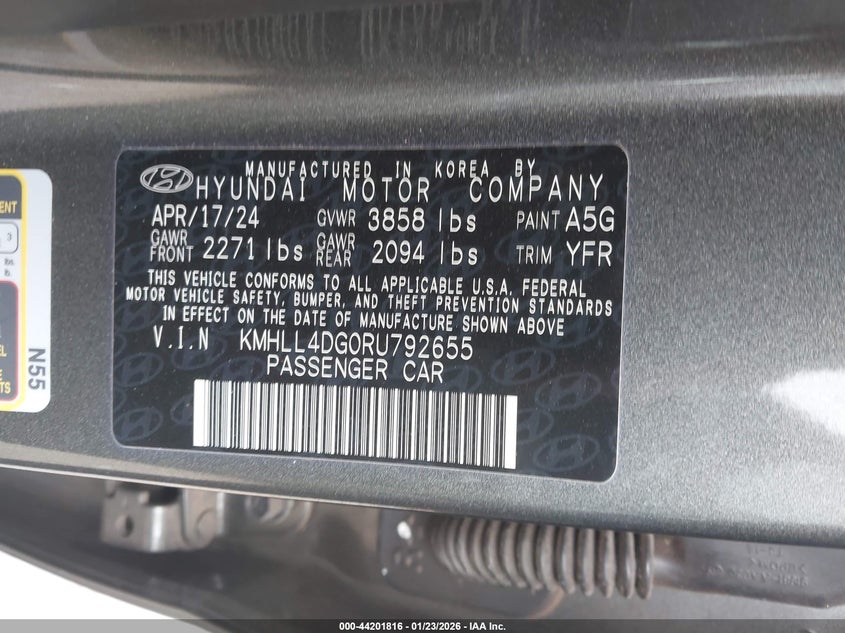 MANUFACTURED IN KOREA BY
HYUNDAI MOTOR COMPANY
APR/17/24 GVWR 3858 lbs PAINT A5G
GAWR FRONT 2271 lbs GAWR REAR 2094 lbs TRIM YFR
THIS VEHICLE CONFORMS TO ALL APPLICABLE U.S.A. FEDERAL
MOTOR VEHICLE SAFETY, BUMPER, AND THEFT PREVENTION STANDARDS
IN EFFECT ON THE DATE OF MANUFACTURE SHOWN ABOVE
V.I.N KMHLL4DG0RU792655
PASSENGER CAR
N55
3
lbs.
000-44201816 - 01/23/2026 - IAA Inc.